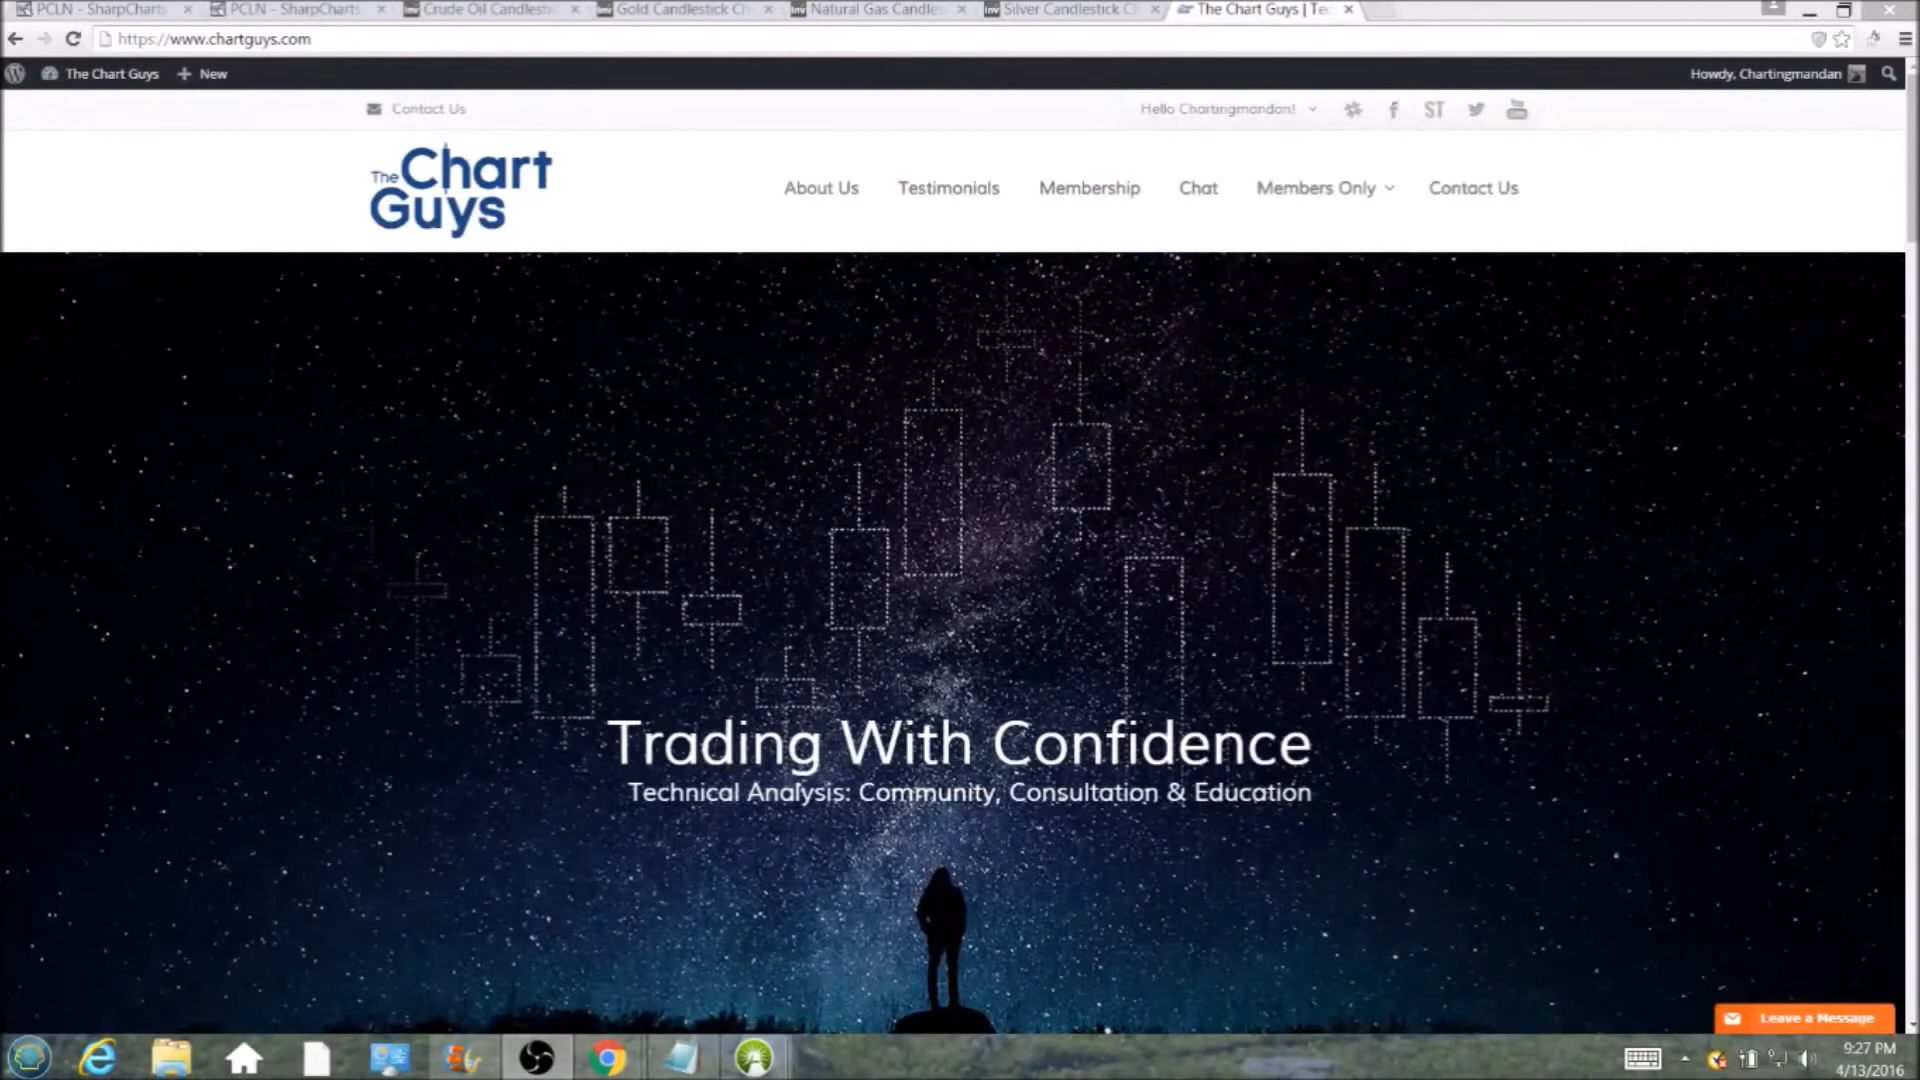 PCLN - SharpCharts
PCLN - SharpCharts
Crude Oil Candlesti
Gold Candlestick Ch
Natural Gas Candles
Silver Candlestick C
The Chart Guys | Tec
https://www.chartguys.com
The Chart Guys
New
Howdy, Chartingmandan
Contact Us
Hello Chartingmandan!
ST
The Chart
Guys
About Us
Testimonials
Membership
Chat
Members Only
Contact Us
Trading With Confidence
Technical Analysis: Community, Consultation & Education
Leave a Message
9:27 PM
4/13/2016